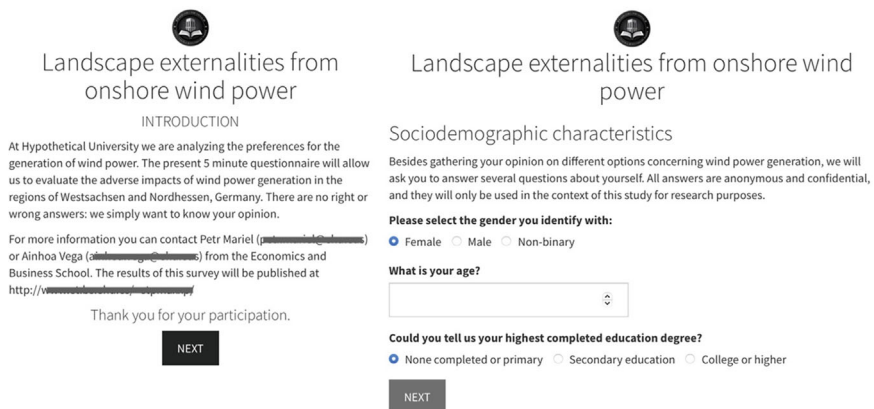 Landscape externalities from
onshore wind power
INTRODUCTION
At Hypothetical University we are analyzing the preferences for the
generation of wind power. The present 5 minute questionnaire will allow
us to evaluate the adverse impacts of wind power generation in the
regions of Westsachsen and Nordhessen, Germany. There are no right or
wrong answers: we simply want to know your opinion.
For more information you can contact Petr Mariel (
)
or Ainhoa Vega (
) from the Economics and
Business School. The results of this survey will be published at
http://
Thank you for your participation.
NEXT
Landscape externalities from onshore wind
power
Sociodemographic characteristics
Besides gathering your opinion on different options concerning wind power generation, we will
ask you to answer several questions about yourself. All answers are anonymous and confidential,
and they will only be used in the context of this study for research purposes.
Please select the gender you identify with:
Female Male Non-binary
What is your age?
Could you tell us your highest completed education degree?
None completed or primary Secondary education College or higher
NEXT